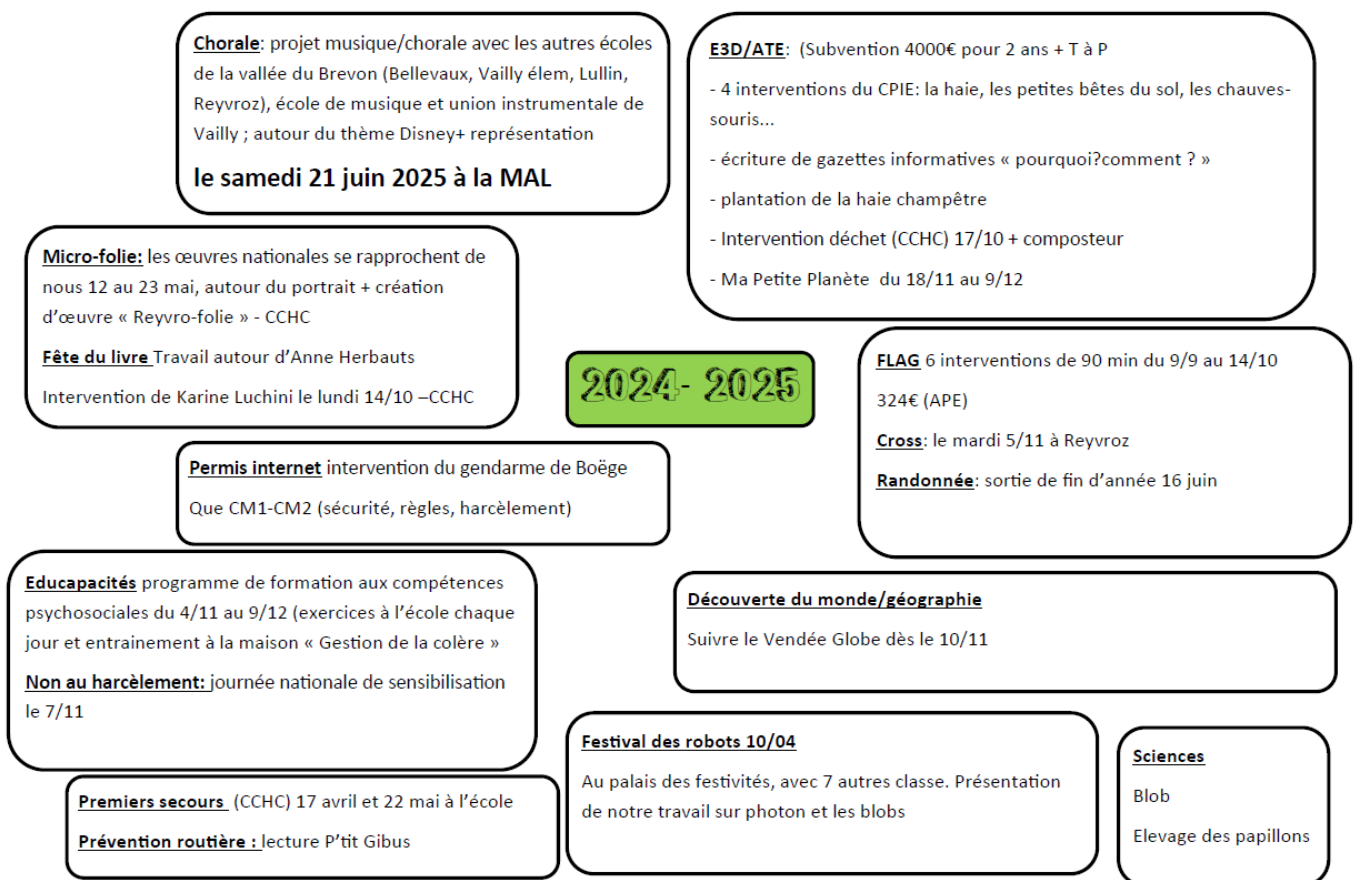 Chorale: projet musique/chorale avec les autres écoles
de la vallée du Brevon (Bellevaux, Vailly élem, Lullin,
Reyvroz), école de musique et union instrumentale de
Vailly ; autour du thème Disney+ représentation
le samedi 21 juin 2025 à la MAL
E3D/ATE: (Subvention 4000€ pour 2 ans + T à P
- 4 interventions du CPIE: la haie, les petites bêtes du sol, les chauves-
souris...
- écriture de gazettes informatives « pourquoi?comment ? »
- plantation de la haie champêtre
- Intervention déchet (CCHC) 17/10 + composteur
- Ma Petite Planète du 18/11 au 9/12
Micro-folie: les œuvres nationales se rapprochent de
nous 12 au 23 mai, autour du portrait + création
d'œuvre « Reyvro-folie » - CCHC
Fête du livre Travail autour d'Anne Herbauts
Intervention de Karine Luchini le lundi 14/10 –CCHC
2024- 2025
FLAG 6 interventions de 90 min du 9/9 au 14/10
324€ (APE)
Cross: le mardi 5/11 à Reyvroz
Randonnée: sortie de fin d'année 16 juin
Permis internet intervention du gendarme de Boëge
Que CM1-CM2 (sécurité, règles, harcèlement)
Educapacités programme de formation aux compétences
psychosociales du 4/11 au 9/12 (exercices à l'école chaque
jour et entrainement à la maison « Gestion de la colère »
Non au harcèlement: journée nationale de sensibilisation
le 7/11
Découverte du monde/géographie
Suivre le Vendée Globe dès le 10/11
Festival des robots 10/04
Au palais des festivités, avec 7 autres classe. Présentation
de notre travail sur photon et les blobs
Sciences
Blob
Elevage des papillons
Premiers secours (CCHC) 17 avril et 22 mai à l'école
Prévention routière : lecture P'tit Gibus